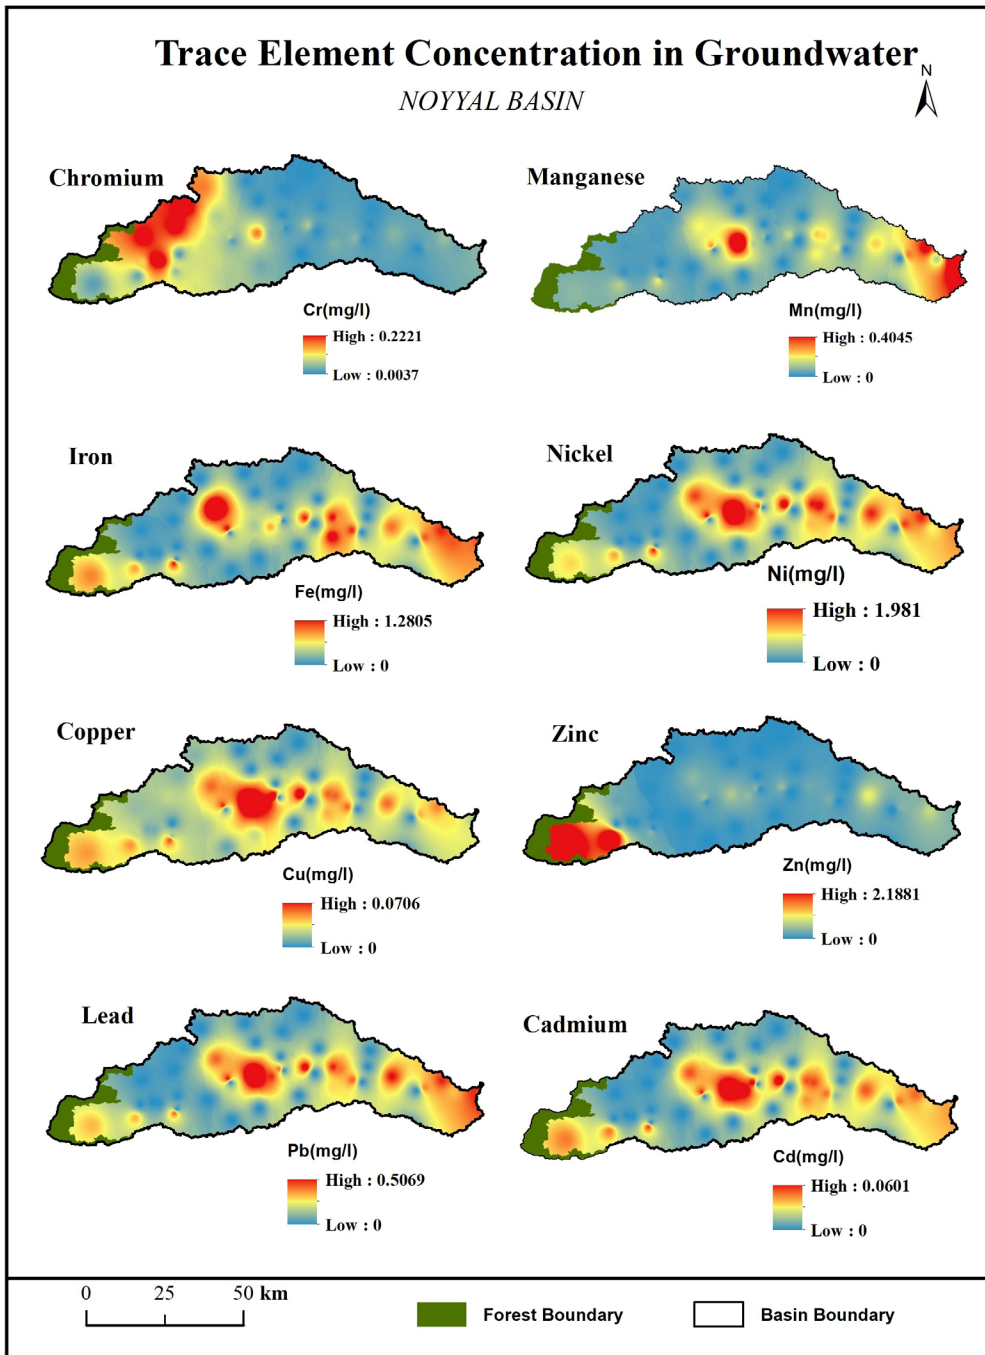 Trace Element Concentration in Groundwater
N
NOYYAL BASIN
Chromium
Cr(mg/l)
High : 0.2221
Low : 0.0037
Manganese
Mn(mg/l)
High : 0.4045
Low : 0
Iron
Fe(mg/l)
High : 1.2805
Low : 0
Nickel
Ni(mg/l)
High : 1.981
Low : 0
Copper
Cu(mg/l)
High : 0.0706
Low : 0
Zinc
Zn(mg/l)
High : 2.1881
Low : 0
Lead
Pb(mg/l)
High : 0.5069
Low : 0
Cadmium
Cd(mg/l)
High : 0.0601
Low : 0
0 25 50 km
Forest Boundary
Basin Boundary